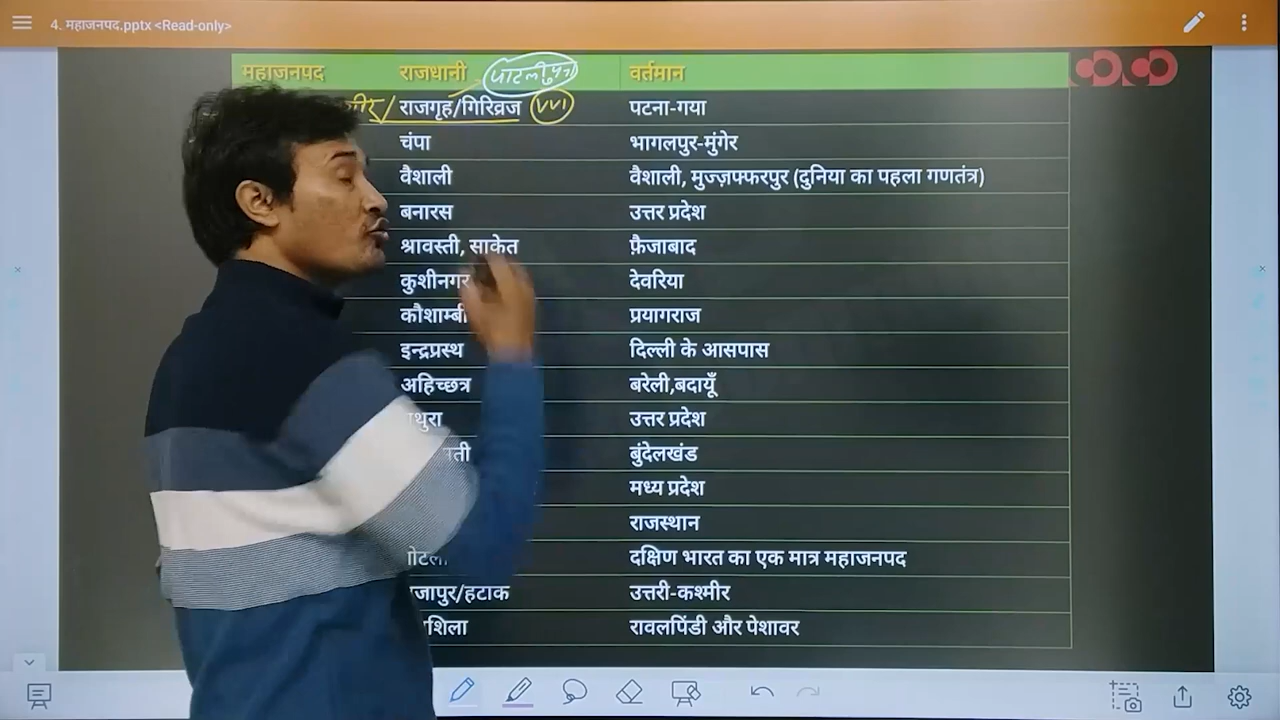 4. महाजनपद.pptx <Read-only>
महाजनपद राजधानी पाटलीपुत्र वर्तमान
राजगृह/गिरिव्रज VVI पटना-गया
चंपा भागलपुर-मुंगेर
वैशाली वैशाली, मुज्ज़फ्फरपुर (दुनिया का पहला गणतंत्र)
बनारस उत्तर प्रदेश
श्रावस्ती, साकेत फ़ैजाबाद
कुशीनगर देवरिया
कौशाम्बी प्रयागराज
इन्द्रप्रस्थ दिल्ली के आसपास
अहिच्छत्र बरेली,बदायूँ
थुरा उत्तर प्रदेश
ती बुंदेलखंड
मध्य प्रदेश
राजस्थान
दक्षिण भारत का एक मात्र महाजनपद
जापुर/हटाक उत्तरी-कश्मीर
शिला रावलपिंडी और पेशावर